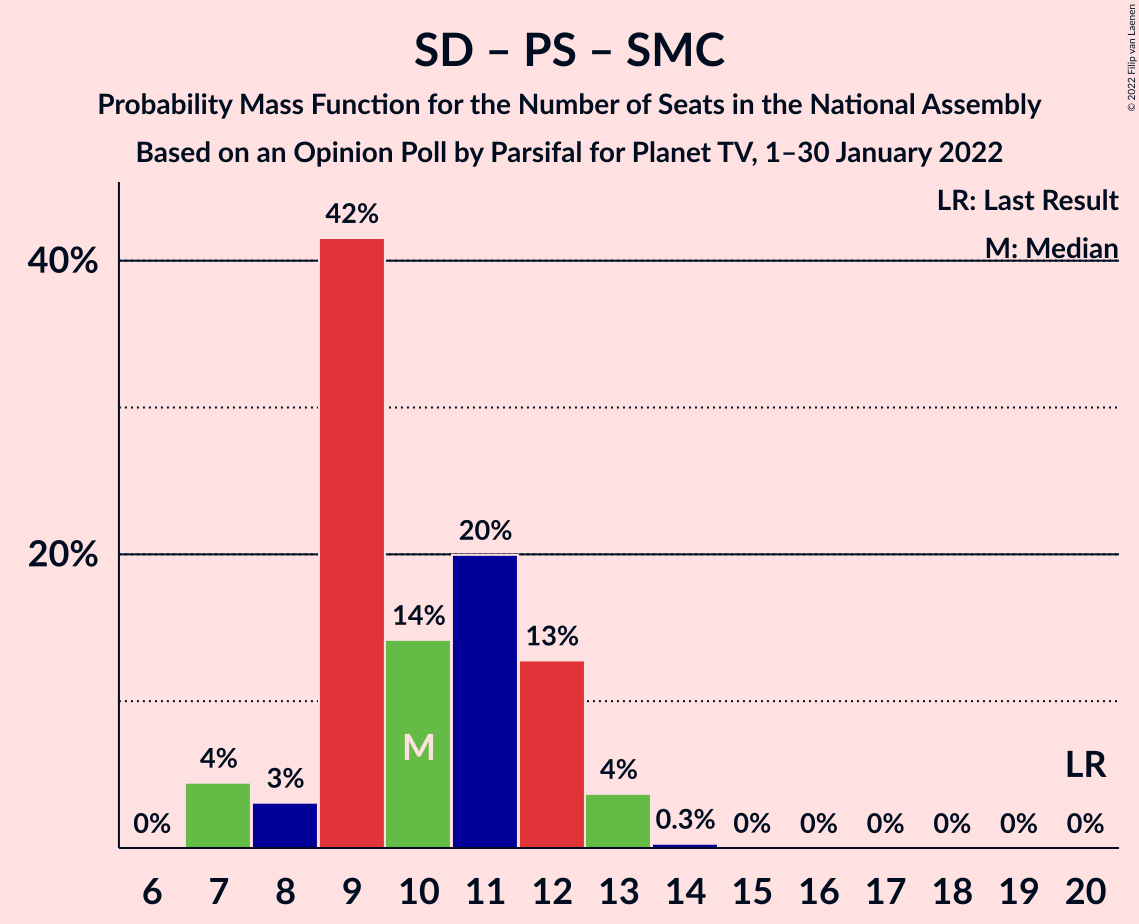 © 2022 Filip van Laenen
SD – PS – SMC
Probability Mass Function for the Number of Seats in the National Assembly
Based on an Opinion Poll by Parsifal for Planet TV, 1–30 January 2022
LR: Last Result
M: Median
40%
20%
0%
4%
3%
42%
14%
20%
13%
4%
0.3%
0%
0%
0%
0%
0%
0%
M
LR
6 7 8 9 10 11 12 13 14 15 16 17 18 19 20